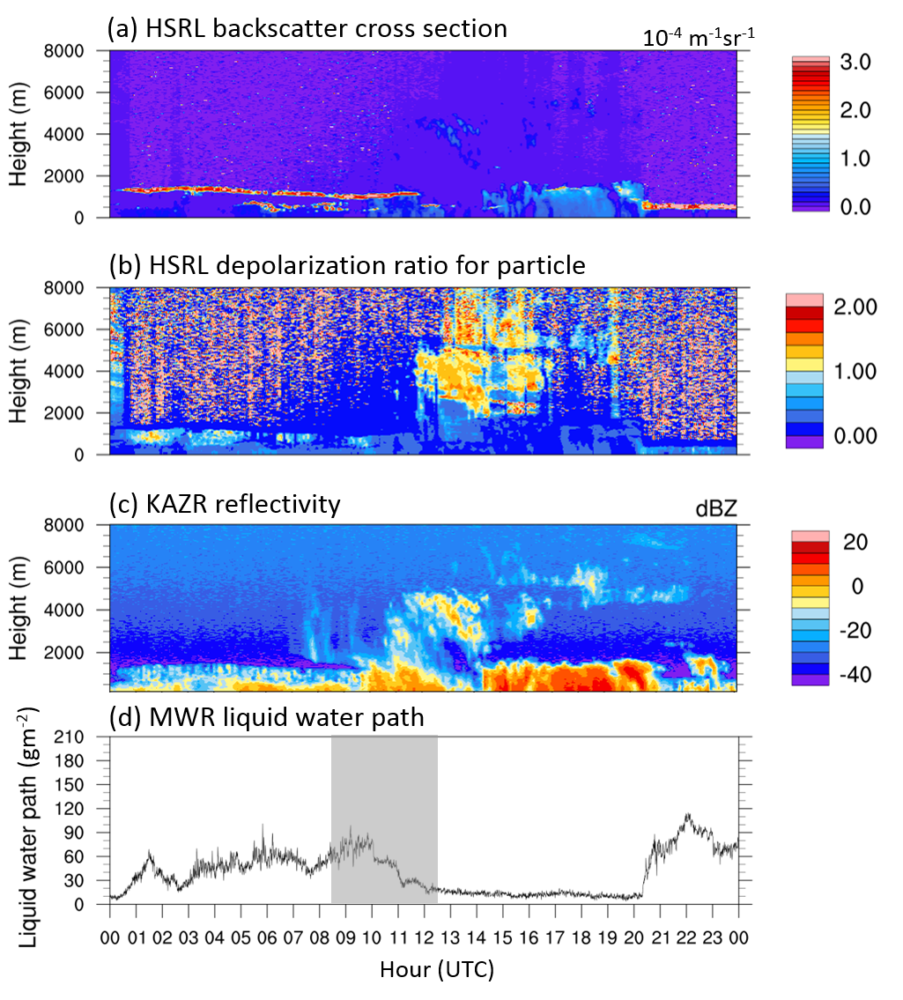 (a) HSRL backscatter cross section
10-4 m-1sr-1
8000
6000
4000
2000
0
Height (m)
3.0
2.0
1.0
0.0
(b) HSRL depolarization ratio for particle
8000
6000
4000
2000
0
Height (m)
2.00
1.00
0.00
(c) KAZR reflectivity
dBZ
8000
6000
4000
2000
Height (m)
20
0
-20
-40
(d) MWR liquid water path
210
180
150
120
90
60
30
0
Liquid water path (gm-2)
00 01 02 03 04 05 06 07 08 09 10 11 12 13 14 15 16 17 18 19 20 21 22 23 00
Hour (UTC)